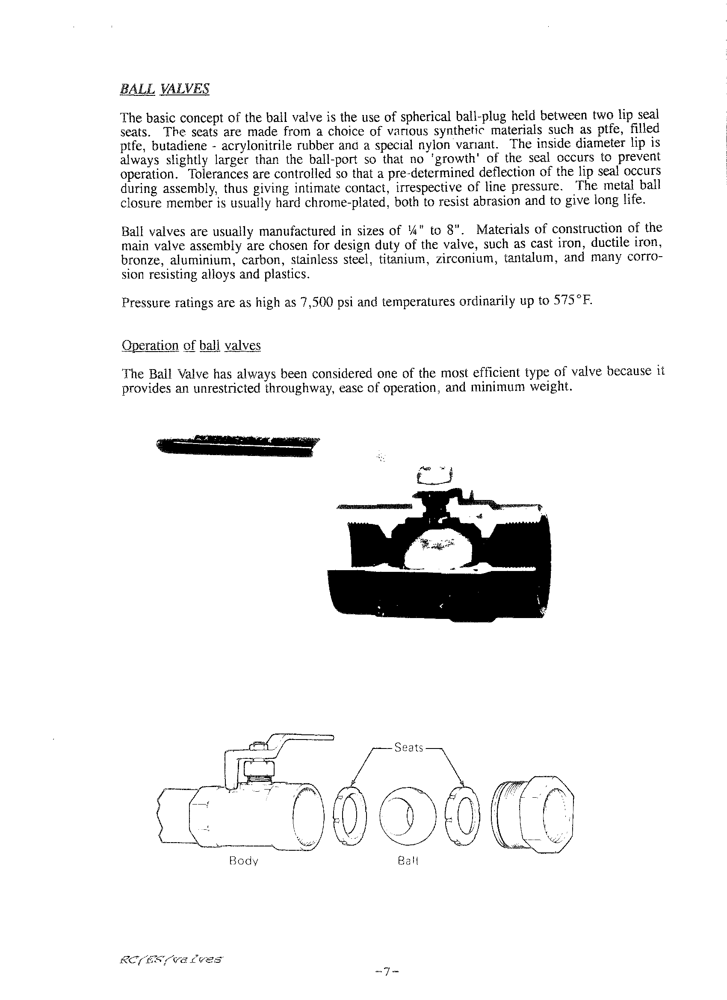 BALL VALVES
The basic concept of the ball valve is the use of spherical ball-plug held between two lip seal
seats. The seats are made from a choice of various synthetic materials such as ptfe, filled
ptfe, butadiene - acrylonitrile rubber and a special nylon variant. The inside diameter lip is
always slightly larger than the ball-port so that no 'growth' of the seal occurs to prevent
operation. Tolerances are controlled so that a pre-determined deflection of the lip seal occurs
during assembly, thus giving intimate contact, irrespective of line pressure. The metal ball
closure member is usually hard chrome-plated, both to resist abrasion and to give long life.
Ball valves are usually manufactured in sizes of ¼" to 8". Materials of construction of the
main valve assembly are chosen for design duty of the valve, such as cast iron, ductile iron,
bronze, aluminium, carbon, stainless steel, titanium, zirconium, tantalum, and many corro-
sion resisting alloys and plastics.
Pressure ratings are as high as 7,500 psi and temperatures ordinarily up to 575°F.
Operation of ball valves
The Ball Valve has always been considered one of the most efficient type of valve because it
provides an unrestricted throughway, ease of operation, and minimum weight.
Seats
Body Ball
RC/ES/valves
-7-